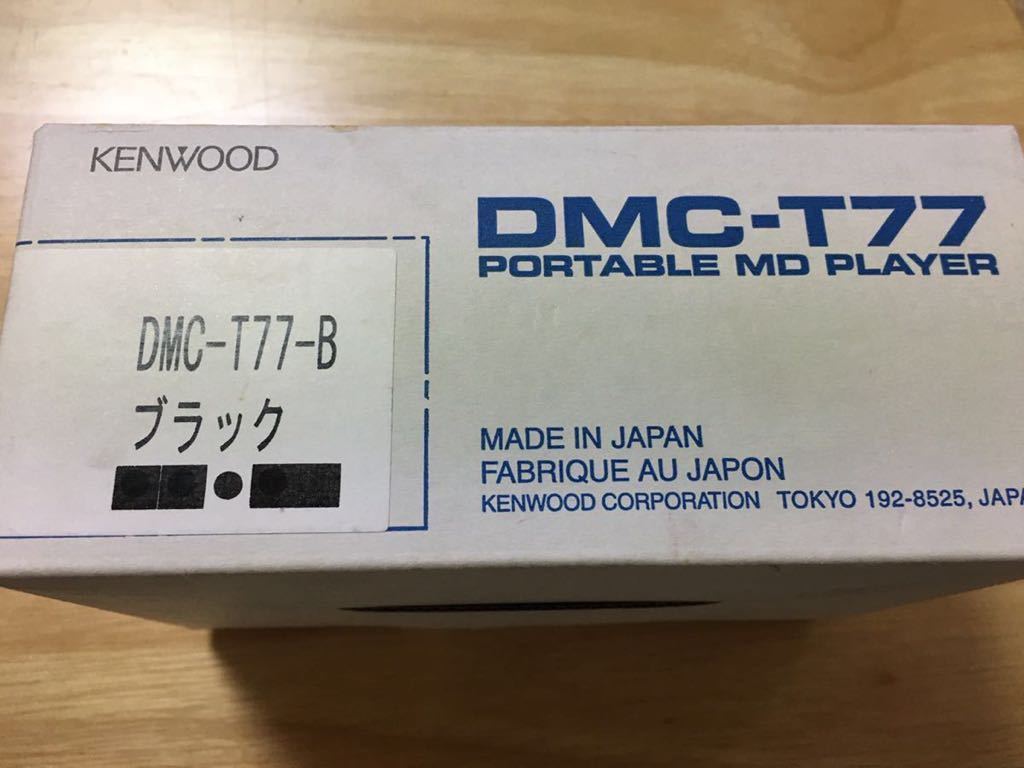 KENWOOD
DMC-T77
PORTABLE MD PLAYER
DMC-T77-B
ブラック
MADE IN JAPAN
FABRIQUE AU JAPON
KENWOOD CORPORATION TOKYO 192-8525, JAPA